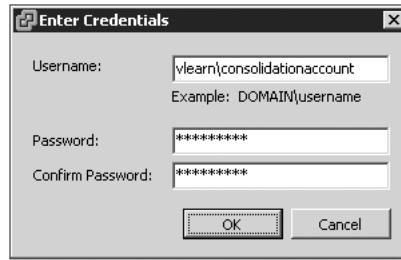 Enter Credentials
Username: vlearn\consolidationaccount
Example: DOMAIN\username
Password: *********
Confirm Password: *********
OK Cancel